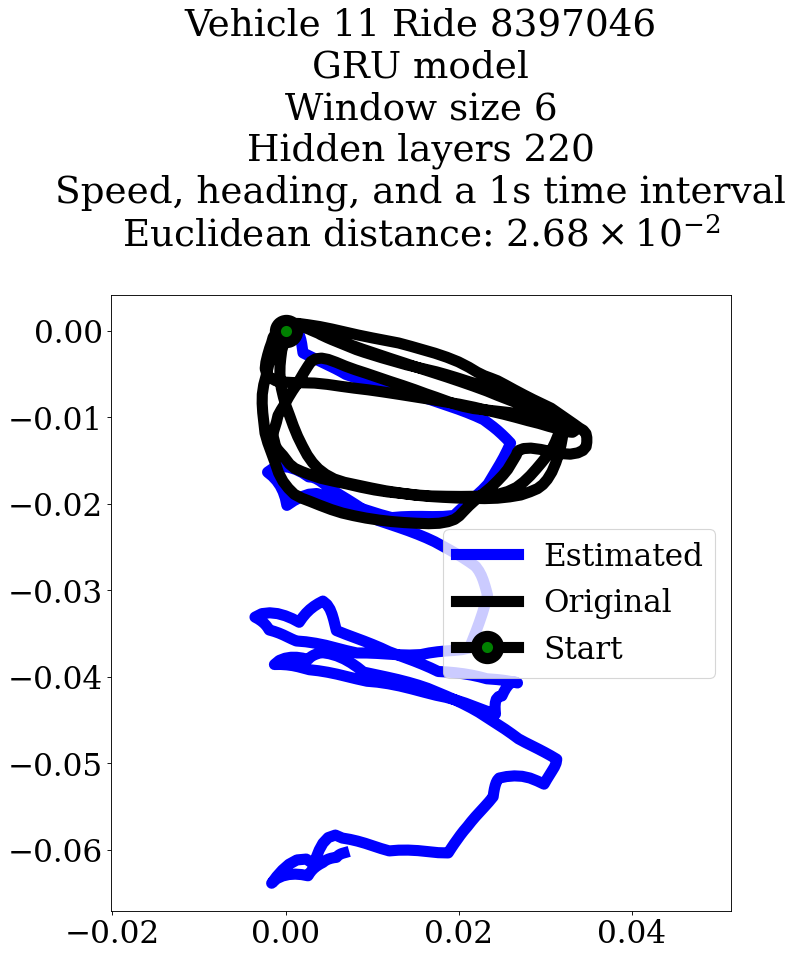 Vehicle 11 Ride 8397046
GRU model
Window size 6
Hidden layers 220
Speed, heading, and a 1s time interval
Euclidean distance: 2.68 × 10⁻²
0.00
−0.01
−0.02
−0.03
−0.04
−0.05
−0.06
Estimated
Original
Start
−0.02 0.00 0.02 0.04